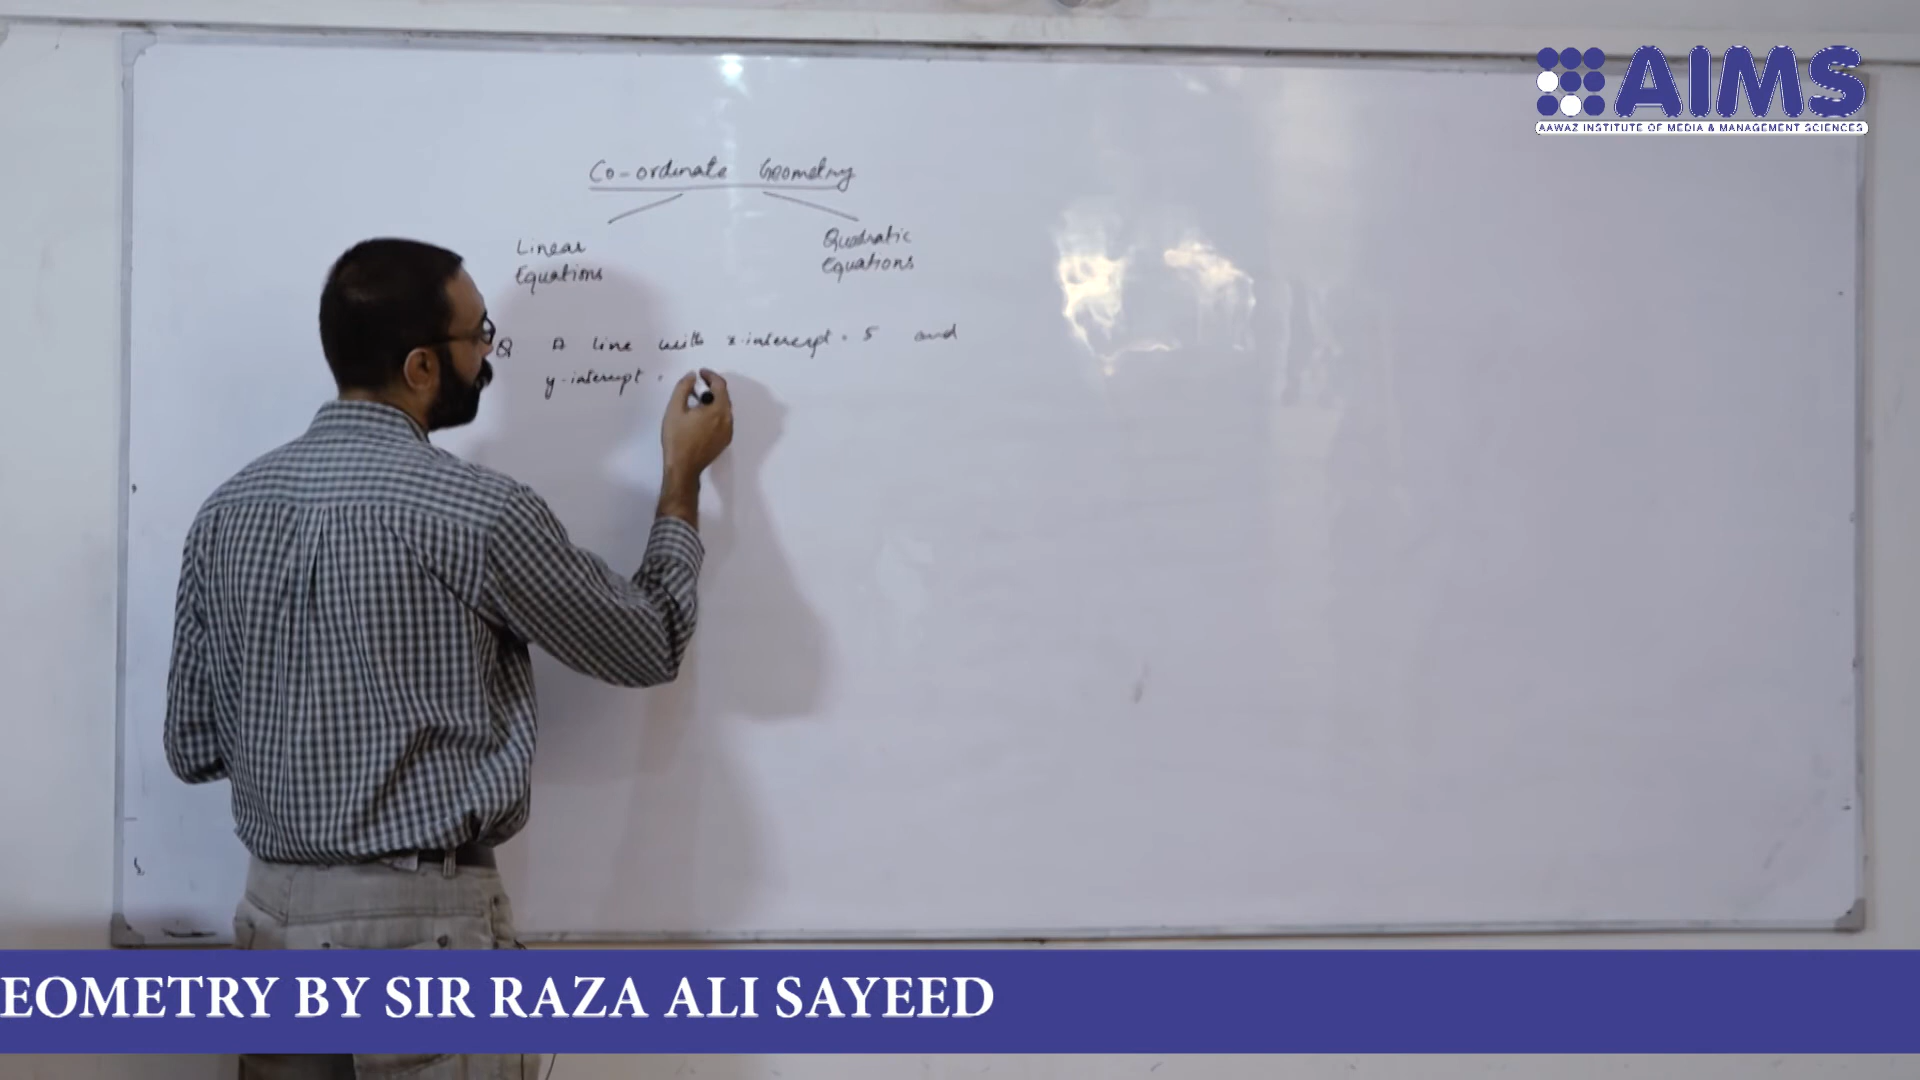 AIMS
AAWAZ INSTITUTE OF MEDIA & MANAGEMENT SCIENCES
Co-ordinate Geometry
Linear
Equations
Quadratic
Equations
Q A line with x-intercept = 5 and
y-intercept =
EOMETRY BY SIR RAZA ALI SAYEED